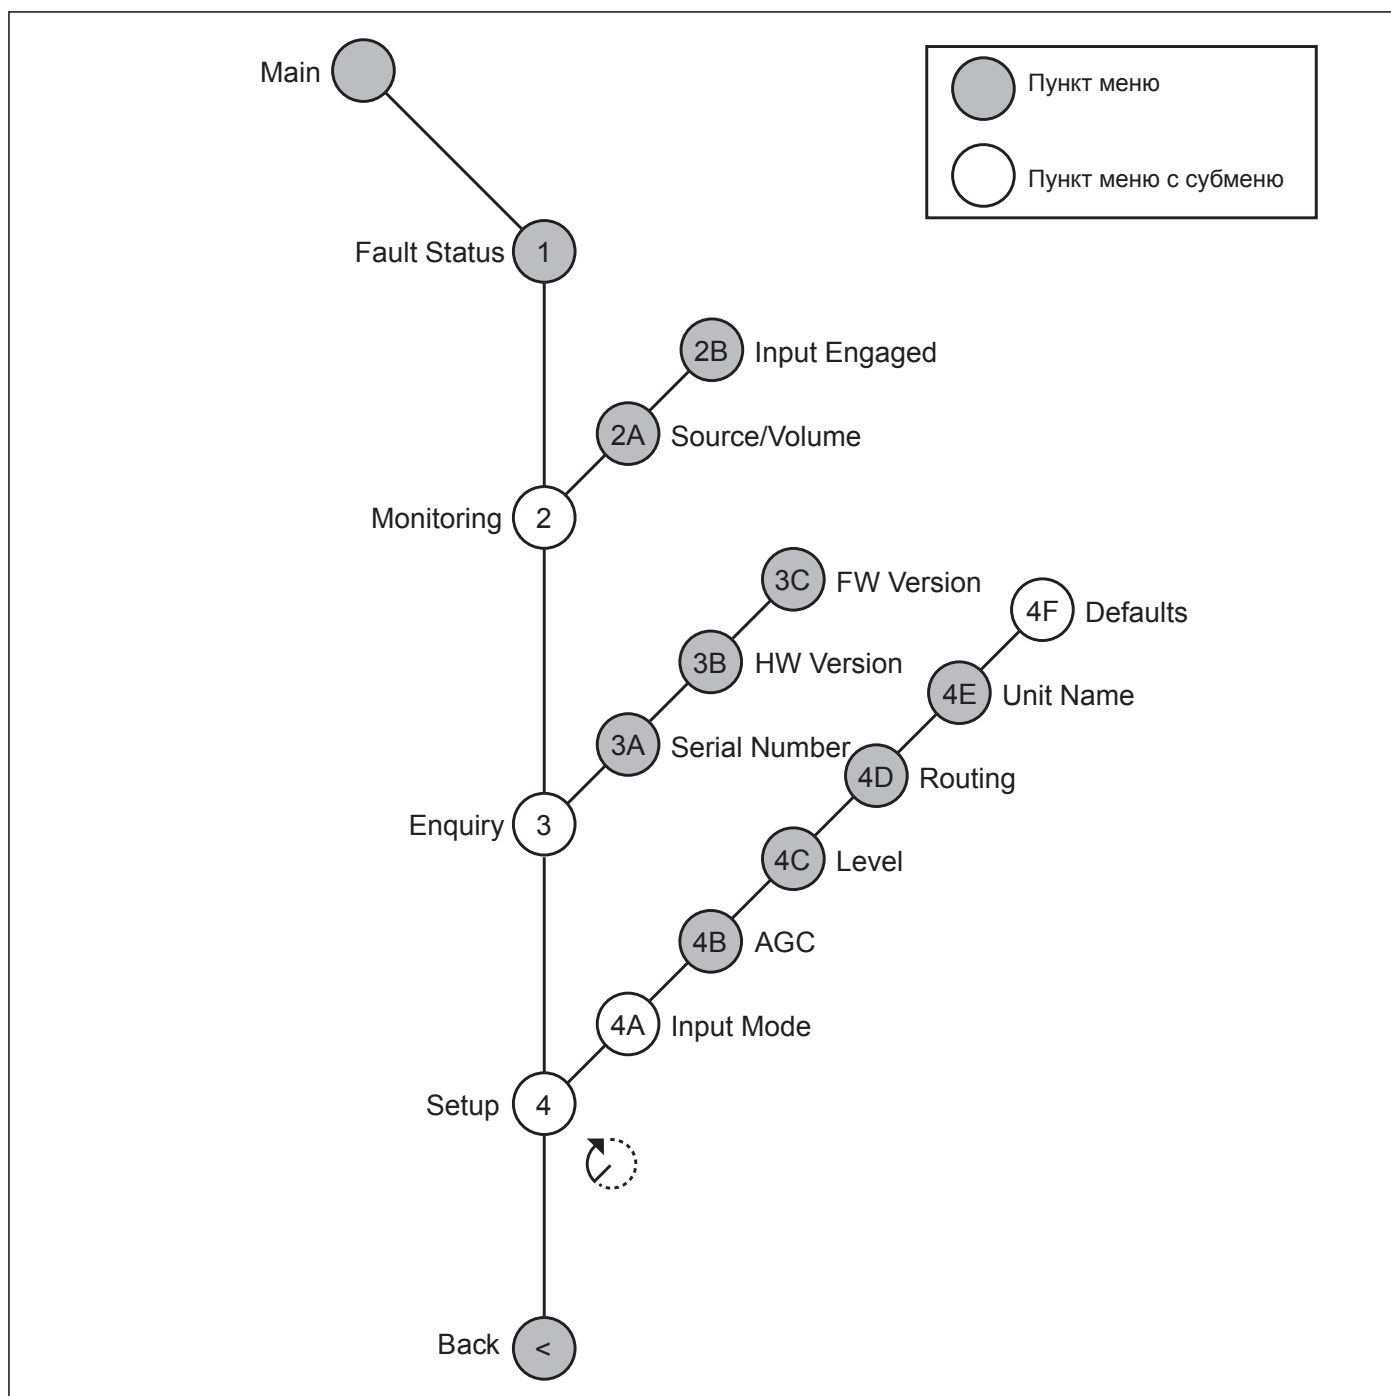 Main
Пункт меню
Пункт меню с субменю
Fault Status 1
2B Input Engaged
2A Source/Volume
Monitoring 2
3C FW Version
4F Defaults
3B HW Version
4E Unit Name
3A Serial Number
4D Routing
Enquiry 3
4C Level
4B AGC
4A Input Mode
Setup 4
Back <